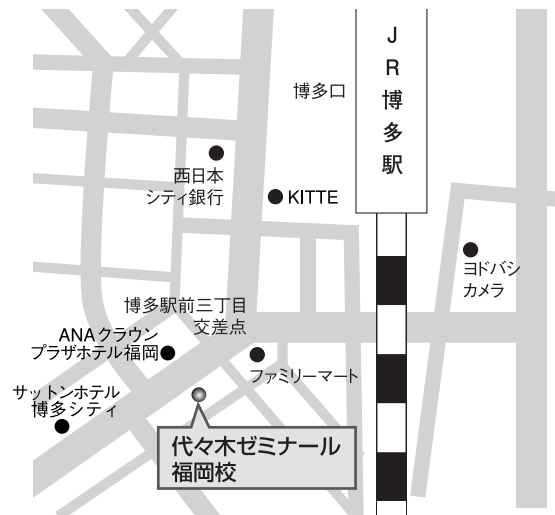 JR博多駅
博多口
西日本
シティ銀行
KITTE
ヨドバシ
カメラ
博多駅前三丁目
交差点
ANAクラウン
プラザホテル福岡
ファミリーマート
サットンホテル
博多シティ
代々木ゼミナール
福岡校